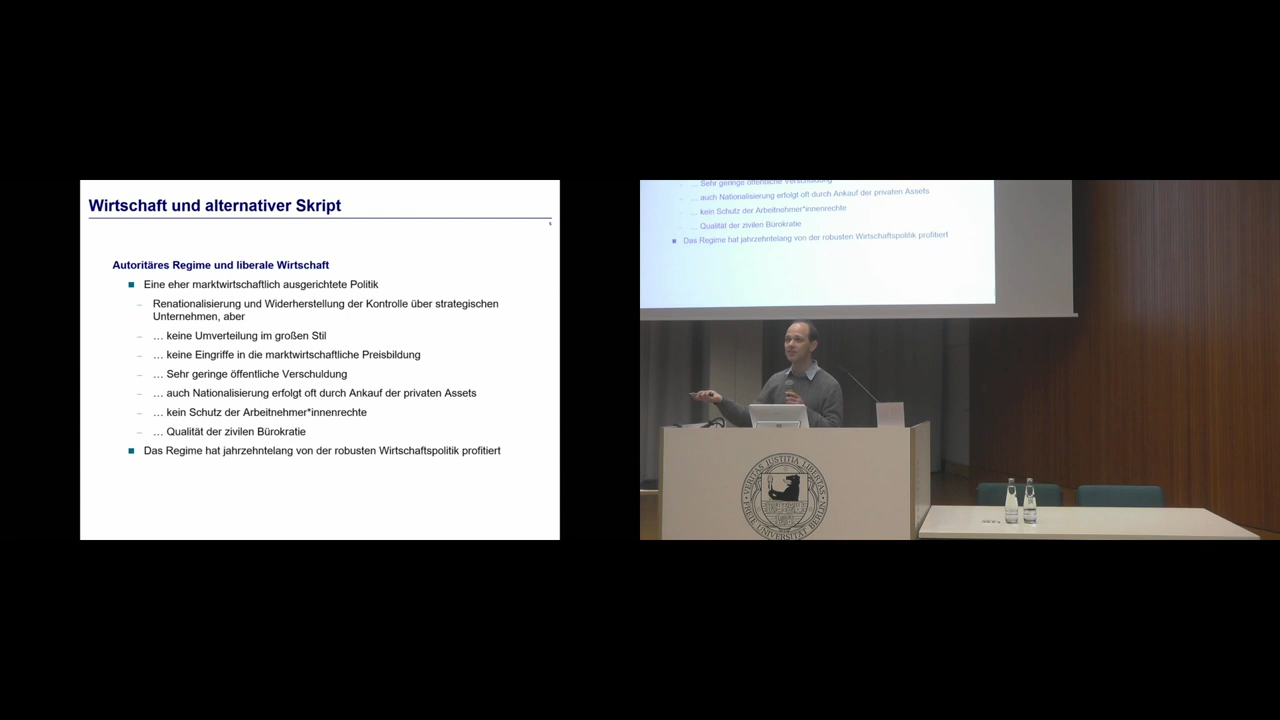 Wirtschaft und alternativer Skript
5
Autoritäres Regime und liberale Wirtschaft
Eine eher marktwirtschaftlich ausgerichtete Politik
Renationalisierung und Widerherstellung der Kontrolle über strategischen
Unternehmen, aber
… keine Umverteilung im großen Stil
… keine Eingriffe in die marktwirtschaftliche Preisbildung
… Sehr geringe öffentliche Verschuldung
… auch Nationalisierung erfolgt oft durch Ankauf der privaten Assets
… kein Schutz der Arbeitnehmer*innenrechte
… Qualität der zivilen Bürokratie
Das Regime hat jahrzehntelang von der robusten Wirtschaftspolitik profitiert
… Sehr geringe öffentliche Verschuldung
… auch Nationalisierung erfolgt oft durch Ankauf der privaten Assets
… kein Schutz der Arbeitnehmer*innenrechte
… Qualität der zivilen Bürokratie
Das Regime hat jahrzehntelang von der robusten Wirtschaftspolitik profitiert
VERITAS JUSTITIA LIBERTAS
FREIE UNIVERSITÄT BERLIN